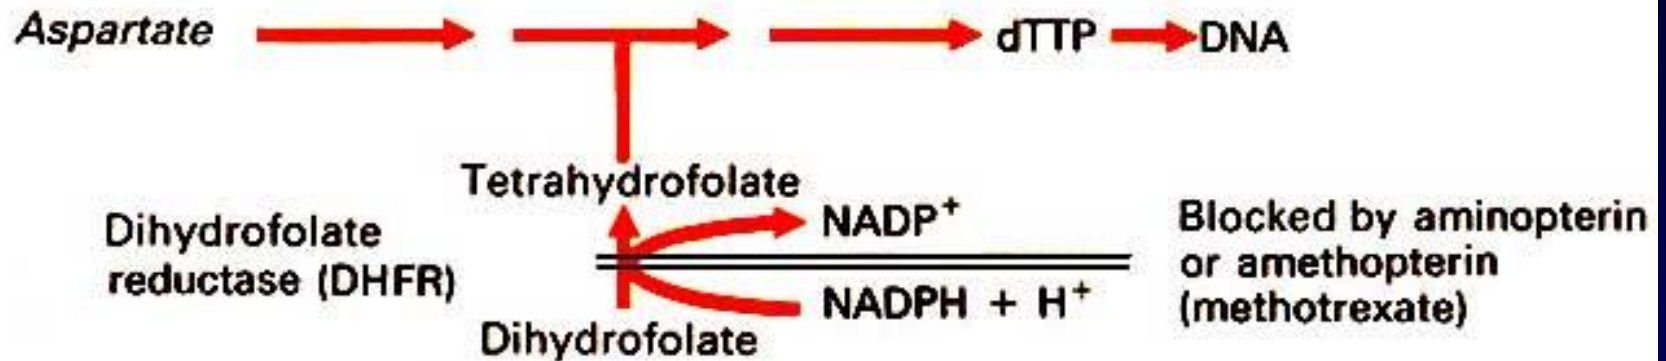 Aspartate dTTP DNA
Tetrahydrofolate
NADP⁺
Dihydrofolate
reductase (DHFR)
Blocked by aminopterin
or amethopterin
(methotrexate)
NADPH + H⁺
Dihydrofolate